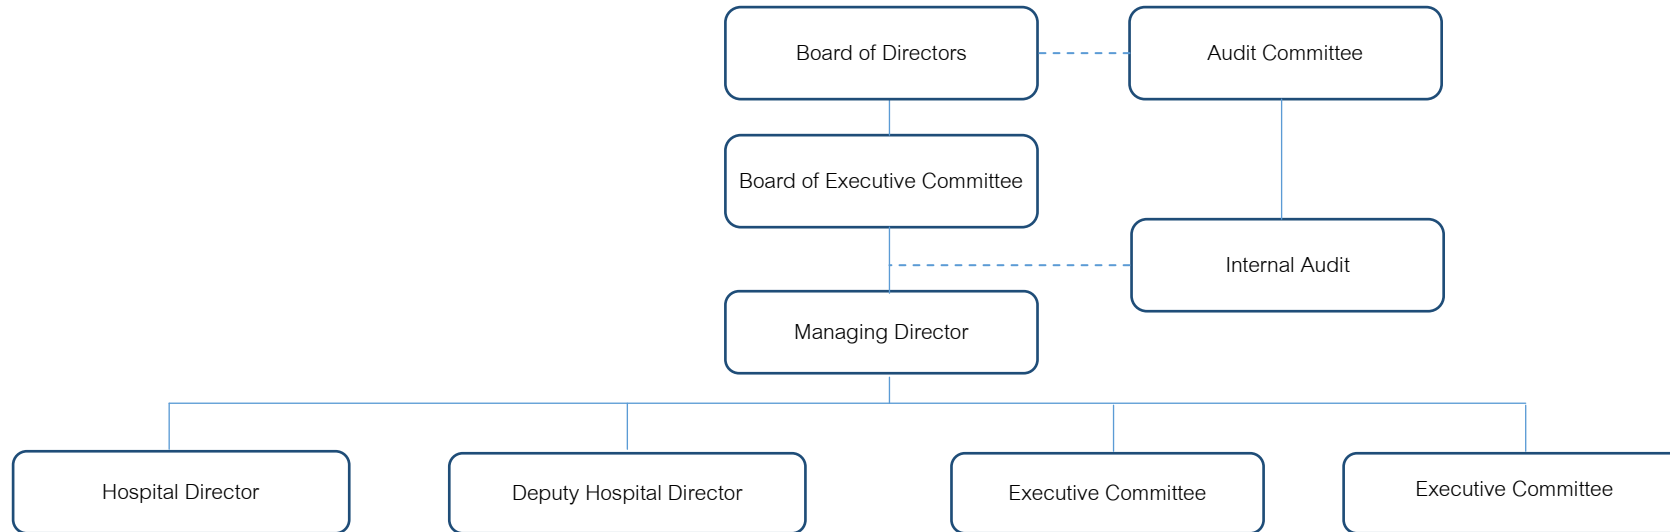 Board of Directors
Audit Committee
Board of Executive Committee
Internal Audit
Managing Director
Hospital Director
Deputy Hospital Director
Executive Committee
Executive Committee